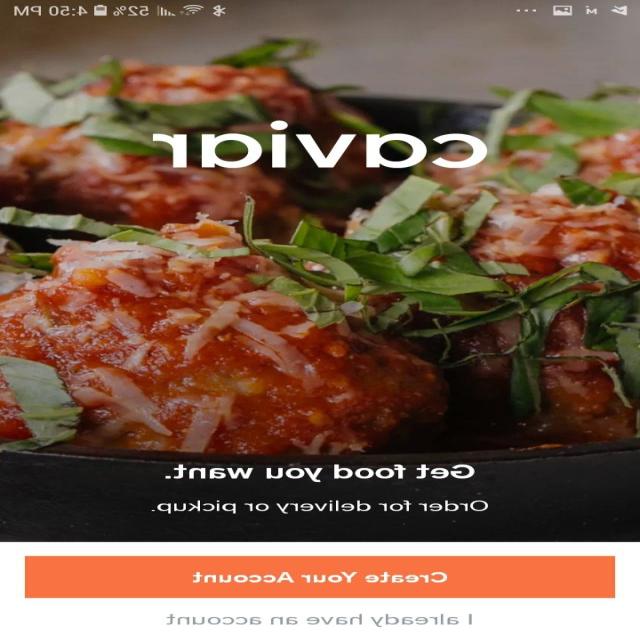 52% 4:50 PM
caviar
Get food you want.
Order for delivery or pickup.
Create Your Account
I already have an account